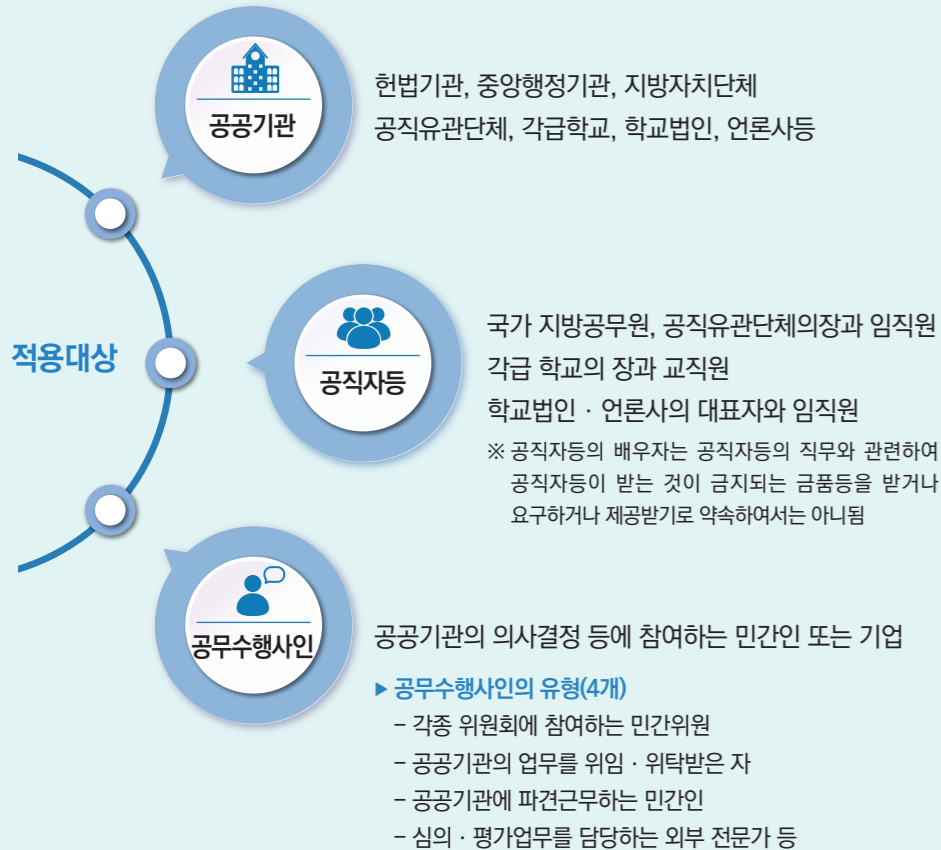 공공기관
헌법기관, 중앙행정기관, 지방자치단체
공직유관단체, 각급학교, 학교법인, 언론사등
적용대상
공직자등
국가 지방공무원, 공직유관단체의장과 임직원
각급 학교의 장과 교직원
학교법인 · 언론사의 대표자와 임직원
※ 공직자등의 배우자는 공직자등의 직무와 관련하여
공직자등이 받는 것이 금지되는 금품등을 받거나
요구하거나 제공받기로 약속하여서는 아니됨
공무수행사인
공공기관의 의사결정 등에 참여하는 민간인 또는 기업
▶ 공무수행사인의 유형(4개)
– 각종 위원회에 참여하는 민간위원
– 공공기관의 업무를 위임 · 위탁받은 자
– 공공기관에 파견근무하는 민간인
– 심의 · 평가업무를 담당하는 외부 전문가 등